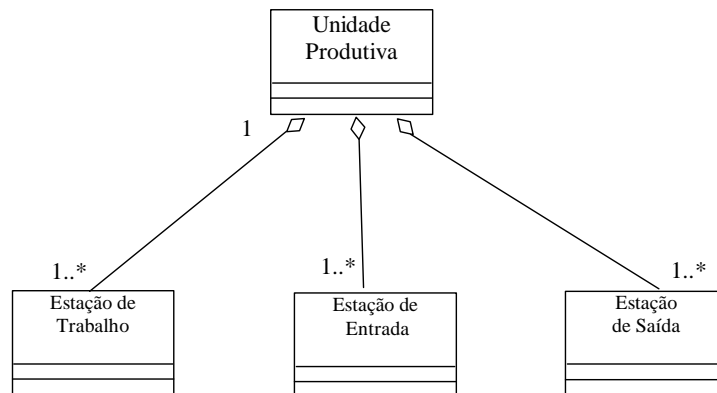 Unidade
Produtiva
1
1..*
1..*
1..*
Estação de
Trabalho
Estação de
Entrada
Estação
de Saída